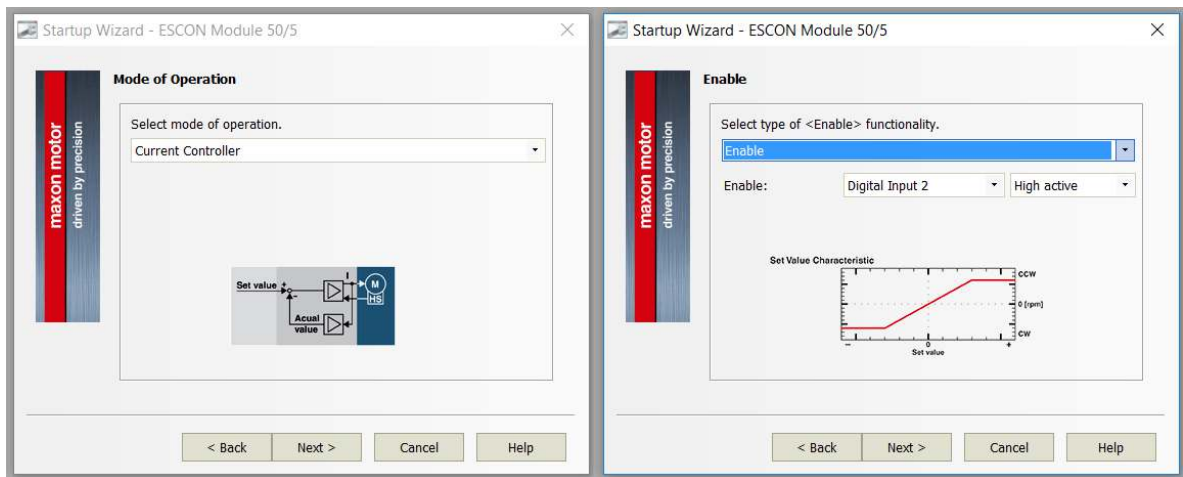 Startup Wizard - ESCON Module 50/5
maxon motor
driven by precision
Mode of Operation
Select mode of operation.
Current Controller
Set value
+
-
I
M
HS
Acual
value
< Back
Next >
Cancel
Help
Startup Wizard - ESCON Module 50/5
maxon motor
driven by precision
Enable
Select type of <Enable> functionality.
Enable
Enable:
Digital Input 2
High active
Set Value Characteristic
CCW
0 [rpm]
CW
- 0 +
Set value
< Back
Next >
Cancel
Help